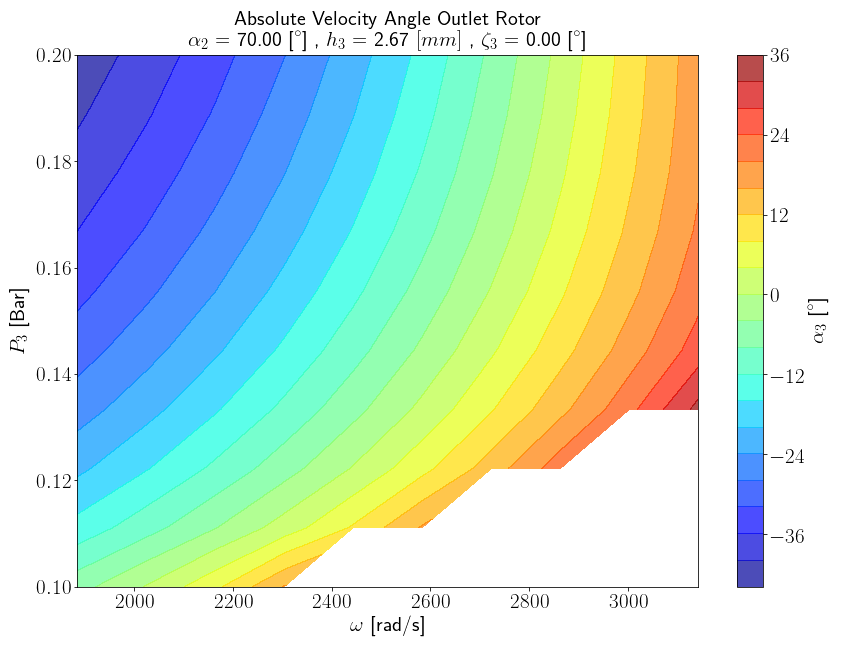 Absolute Velocity Angle Outlet Rotor
α₂ = 70.00 [°] , h₃ = 2.67 [mm] , ζ₃ = 0.00 [°]
0.20
0.18
0.16
0.14
0.12
0.10
P₃ [Bar]
2000 2200 2400 2600 2800 3000
ω [rad/s]
36
24
12
0
−12
−24
−36
α₃ [°]